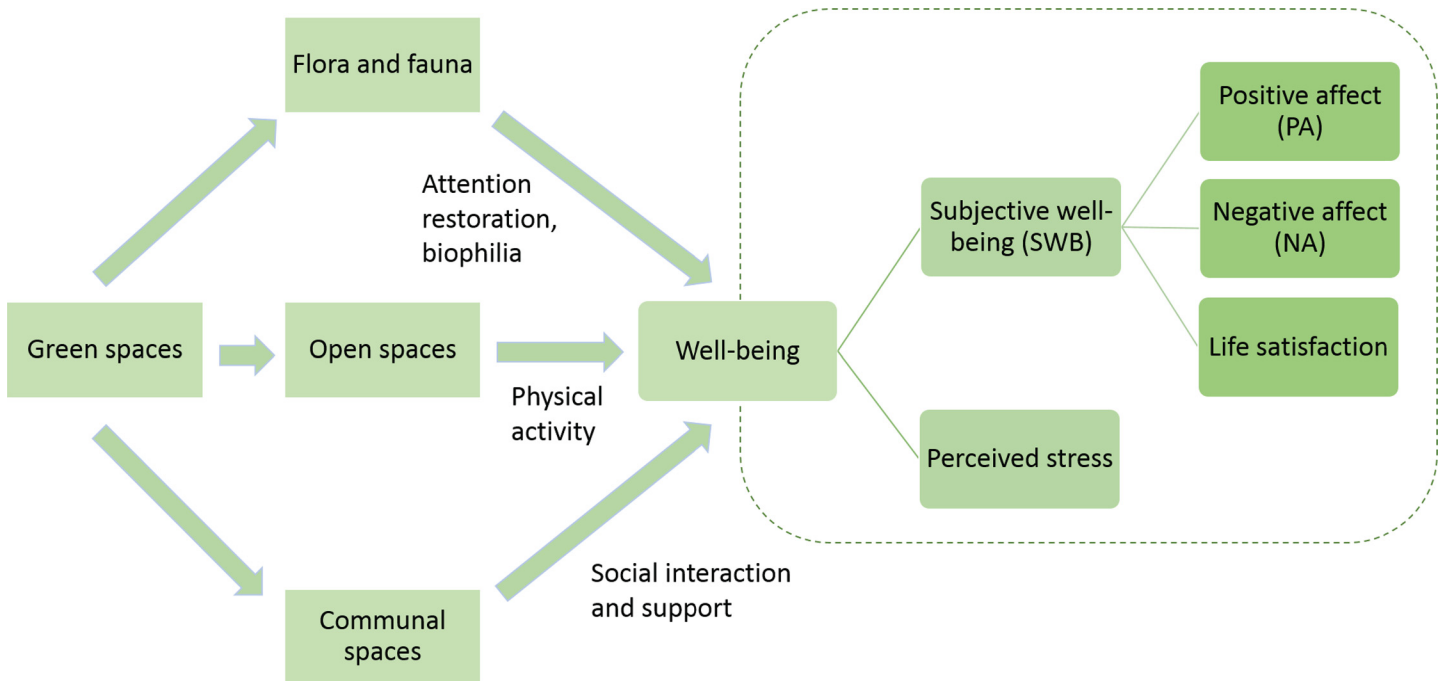 Flora and fauna
Attention
restoration,
biophilia
Green spaces
Open spaces
Physical
activity
Communal
spaces
Social interaction
and support
Well-being
Subjective well-
being (SWB)
Perceived stress
Positive affect
(PA)
Negative affect
(NA)
Life satisfaction